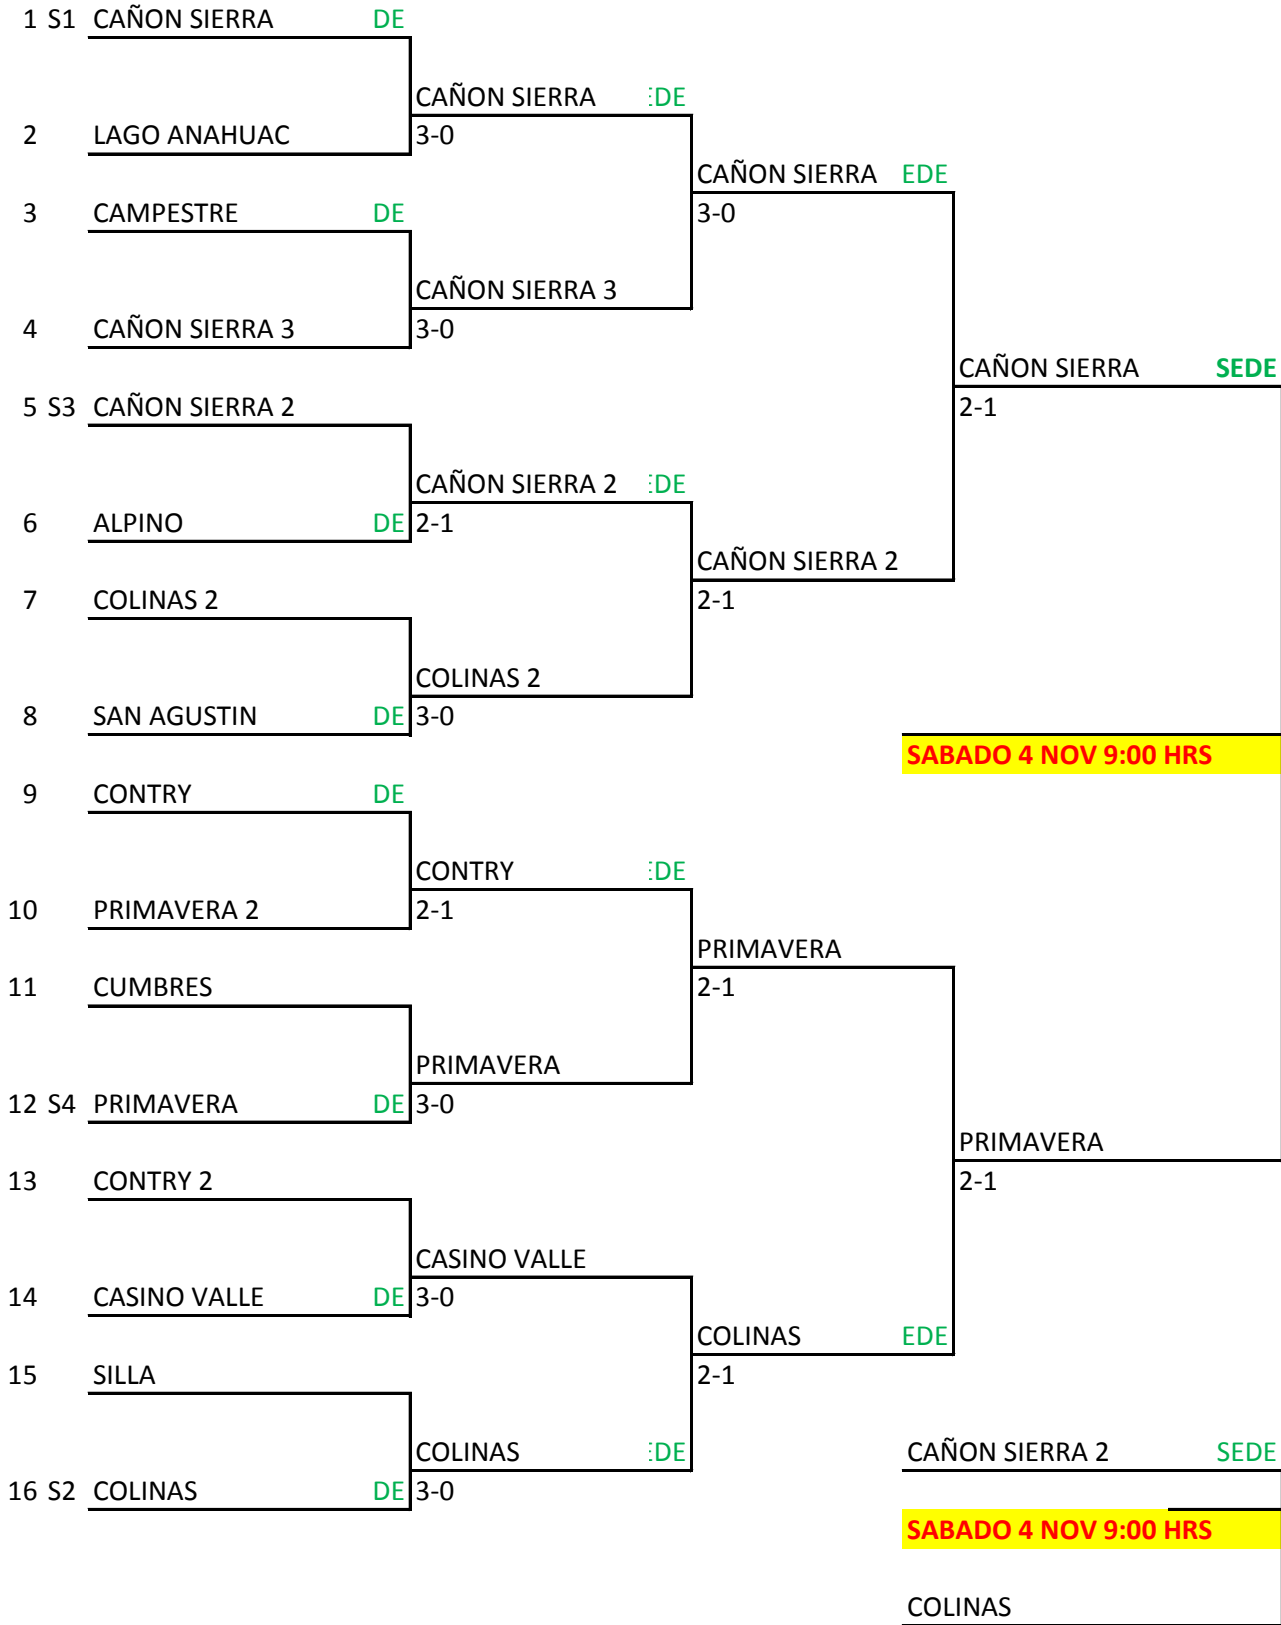 1 S1 CAÑON SIERRA DE
CAÑON SIERRA :DE
2 LAGO ANAHUAC 3-0
CAÑON SIERRA EDE
3 CAMPESTRE DE 3-0
CAÑON SIERRA 3
4 CAÑON SIERRA 3 3-0
CAÑON SIERRA SEDE
5 S3 CAÑON SIERRA 2 2-1
CAÑON SIERRA 2 :DE
6 ALPINO DE 2-1
CAÑON SIERRA 2
7 COLINAS 2 2-1
COLINAS 2
8 SAN AGUSTIN DE 3-0
SABADO 4 NOV 9:00 HRS
9 CONTRY DE
CONTRY :DE
10 PRIMAVERA 2 2-1
PRIMAVERA
11 CUMBRES 2-1
PRIMAVERA
12 S4 PRIMAVERA DE 3-0
PRIMAVERA
13 CONTRY 2 2-1
CASINO VALLE
14 CASINO VALLE DE 3-0
COLINAS EDE
15 SILLA 2-1
COLINAS :DE CAÑON SIERRA 2 SEDE
16 S2 COLINAS DE 3-0
SABADO 4 NOV 9:00 HRS
COLINAS